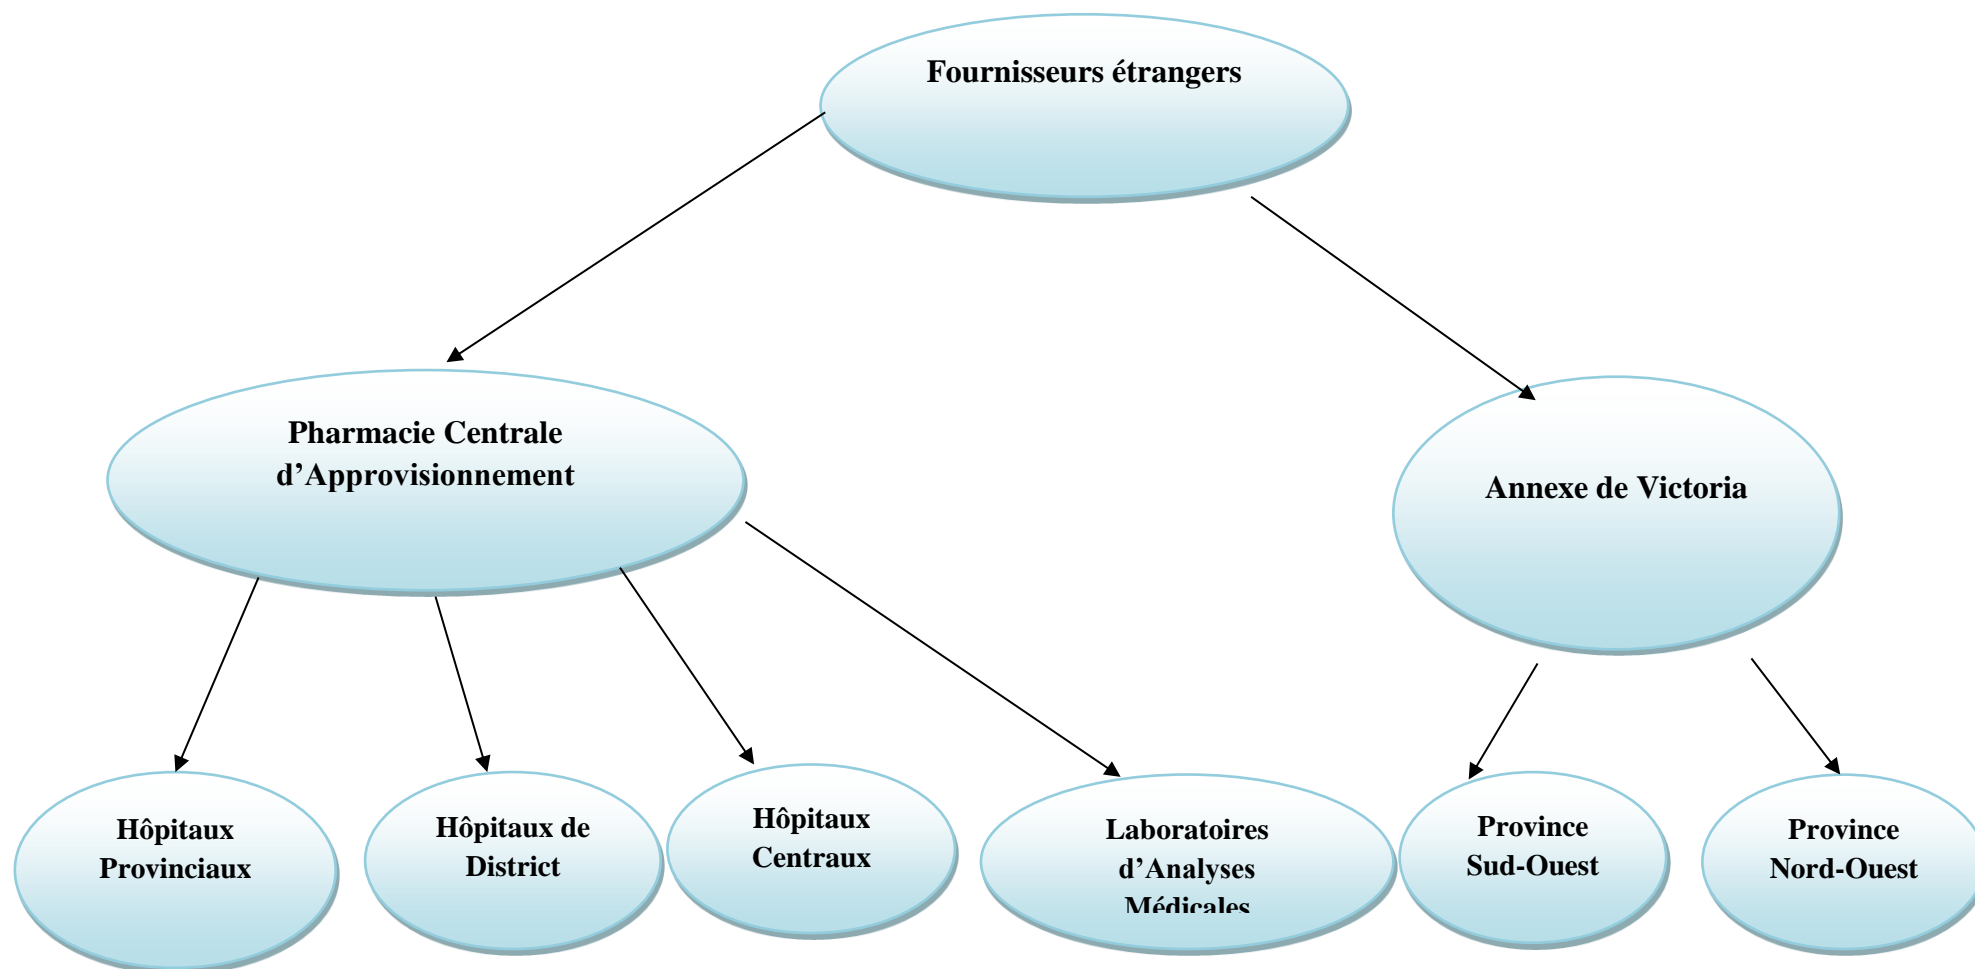 Fournisseurs étrangers
Pharmacie Centrale
d’Approvisionnement
Annexe de Victoria
Hôpitaux
Provinciaux
Hôpitaux de
District
Hôpitaux
Centraux
Laboratoires
d’Analyses
Médicales
Province
Sud-Ouest
Province
Nord-Ouest